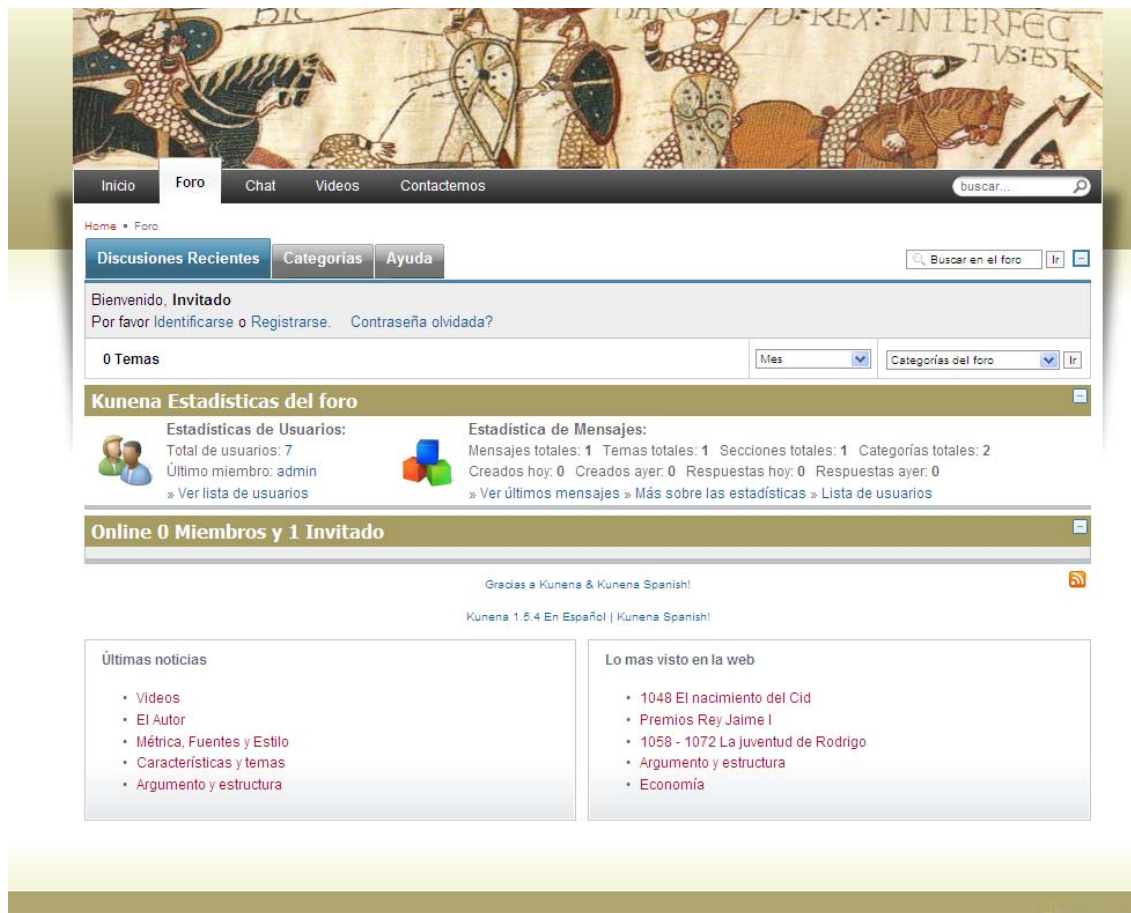 HIC HAROLD:REX:INTERFEC
TVS:EST
Inicio Foro Chat Videos Contactemos buscar...
Home • Foro
Discusiones Recientes Categorías Ayuda Buscar en el foro Ir
Bienvenido, Invitado
Por favor Identificarse o Registrarse. Contraseña olvidada?
0 Temas Mes Categorías del foro Ir
Kunena Estadísticas del foro
Estadísticas de Usuarios: Estadística de Mensajes:
Total de usuarios: 7 Mensajes totales: 1 Temas totales: 1 Secciones totales: 1 Categorías totales: 2
Último miembro: admin Creados hoy: 0 Creados ayer: 0 Respuestas hoy: 0 Respuestas ayer: 0
» Ver lista de usuarios » Ver últimos mensajes » Más sobre las estadísticas » Lista de usuarios
Online 0 Miembros y 1 Invitado
Gracias a Kunena & Kunena Spanish!
Kunena 1.5.4 En Español | Kunena Spanish!
Últimas noticias
• Videos
• El Autor
• Métrica, Fuentes y Estilo
• Características y temas
• Argumento y estructura
Lo mas visto en la web
• 1048 El nacimiento del Cid
• Premios Rey Jaime I
• 1058 - 1072 La juventud de Rodrigo
• Argumento y estructura
• Economía